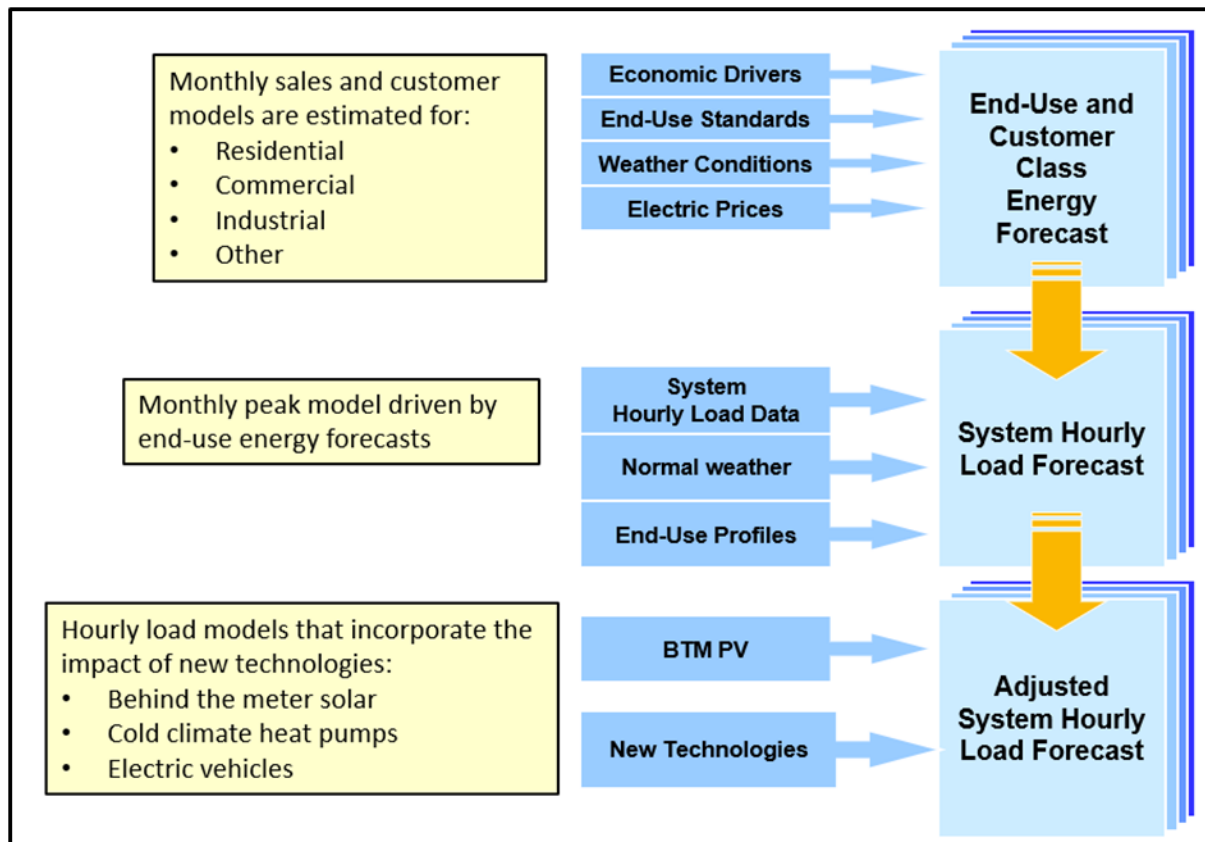 Monthly sales and customer
models are estimated for:
• Residential
• Commercial
• Industrial
• Other
Economic Drivers
End-Use Standards
Weather Conditions
Electric Prices
End-Use and
Customer
Class
Energy
Forecast
Monthly peak model driven by
end-use energy forecasts
System
Hourly Load Data
Normal weather
End-Use Profiles
System Hourly
Load Forecast
Hourly load models that incorporate the
impact of new technologies:
• Behind the meter solar
• Cold climate heat pumps
• Electric vehicles
BTM PV
New Technologies
Adjusted
System Hourly
Load Forecast